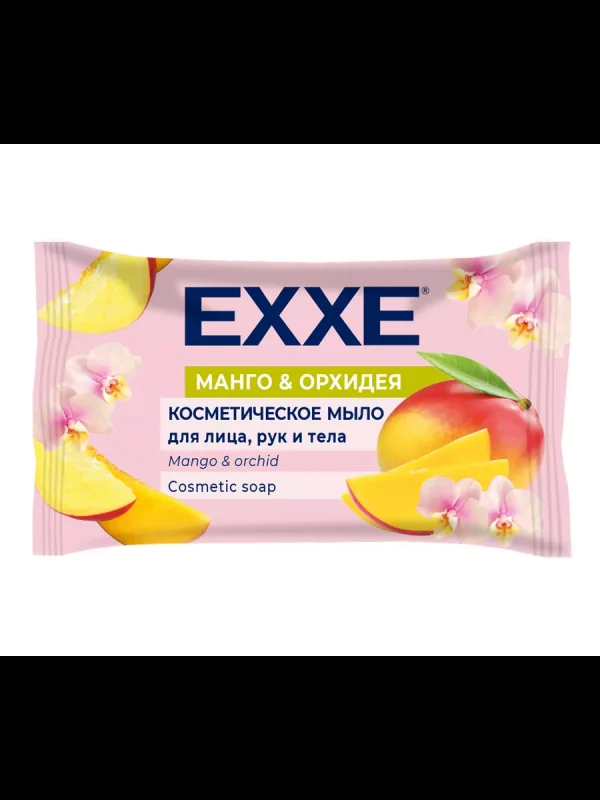 EXXE®
МАНГО & ОРХИДЕЯ
КОСМЕТИЧЕСКОЕ МЫЛО
для лица, рук и тела
Mango & orchid
Cosmetic soap